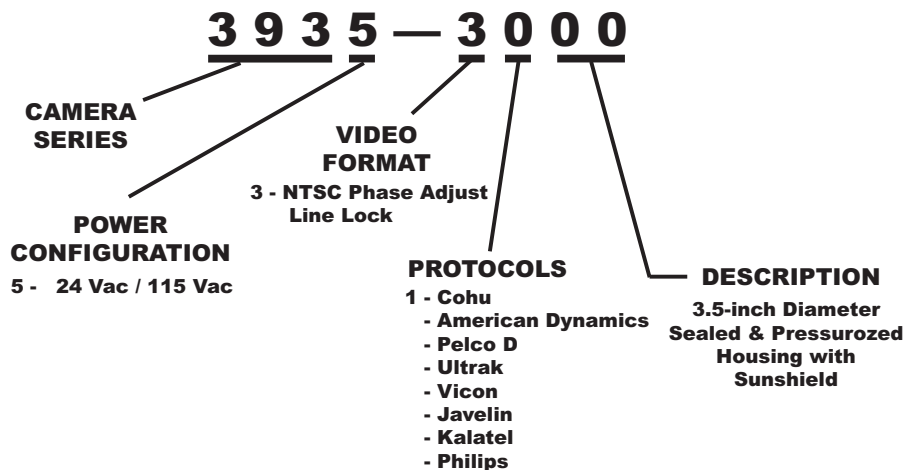 3935 — 3000
CAMERA
SERIES
VIDEO
FORMAT
3 - NTSC Phase Adjust
Line Lock
POWER
CONFIGURATION
5 - 24 Vac / 115 Vac
PROTOCOLS
1 - Cohu
- American Dynamics
- Pelco D
- Ultrak
- Vicon
- Javelin
- Kalatel
- Philips
DESCRIPTION
3.5-inch Diameter
Sealed & Pressurozed
Housing with
Sunshield